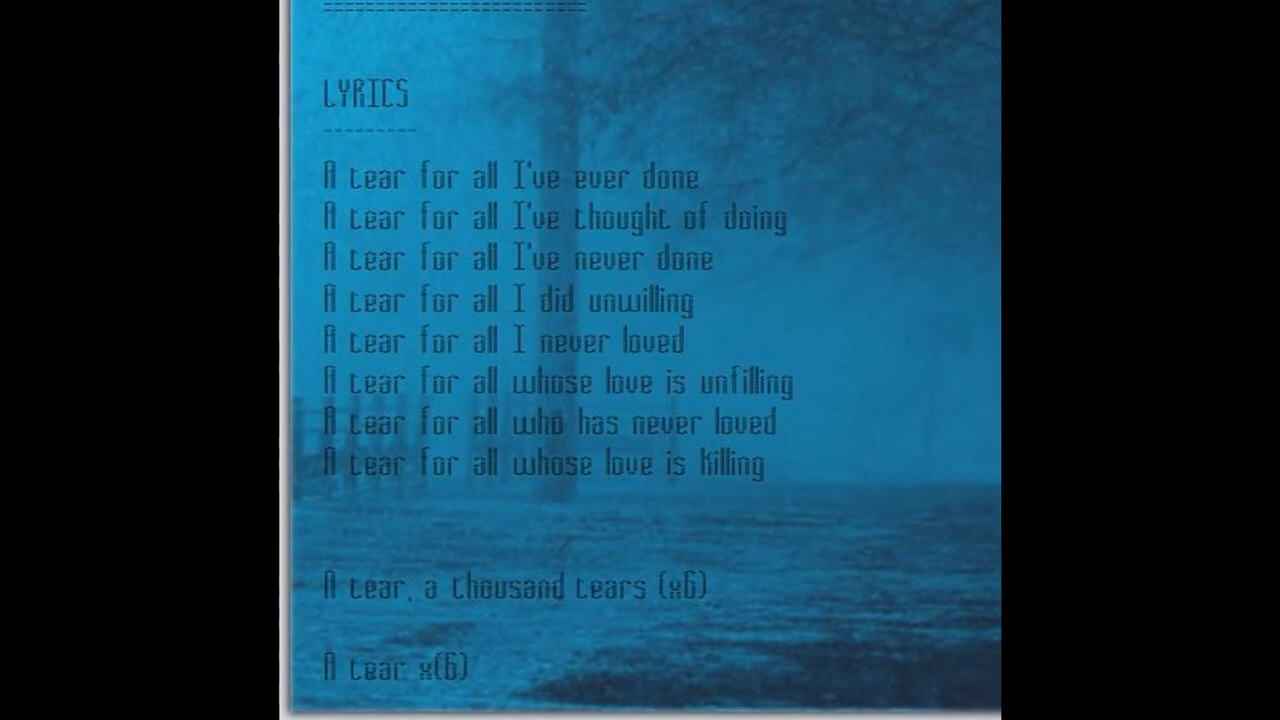 ========================
LYRICS
---------
A tear for all I've ever done
A tear for all I've thought of doing
A tear for all I've never done
A tear for all I did unwilling
A tear for all I never loved
A tear for all whose love is unfilling
A tear for all who has never loved
A tear for all whose love is killing
A tear, a thousand tears (x6)
A tear x(6)